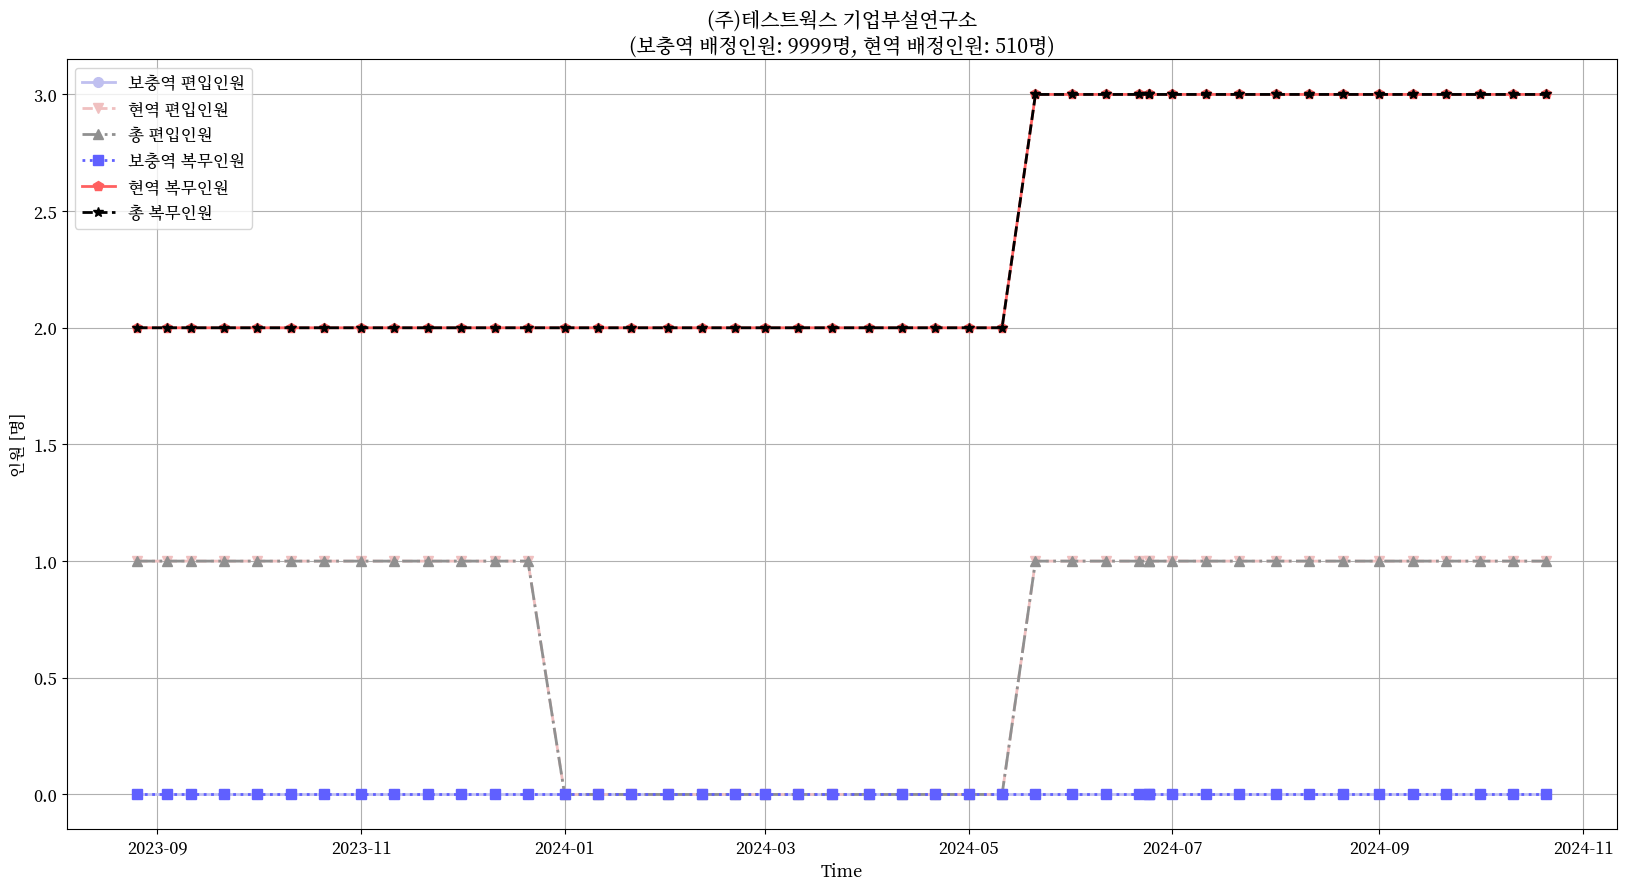 (주)테스트웍스 기업부설연구소
(보충역 배정인원: 9999명, 현역 배정인원: 510명)
보충역 편입인원
현역 편입인원
총 편입인원
보충역 복무인원
현역 복무인원
총 복무인원
3.0
2.5
2.0
1.5
1.0
0.5
0.0
인원 [명]
2023-09
2023-11
2024-01
2024-03
2024-05
2024-07
2024-09
2024-11
Time